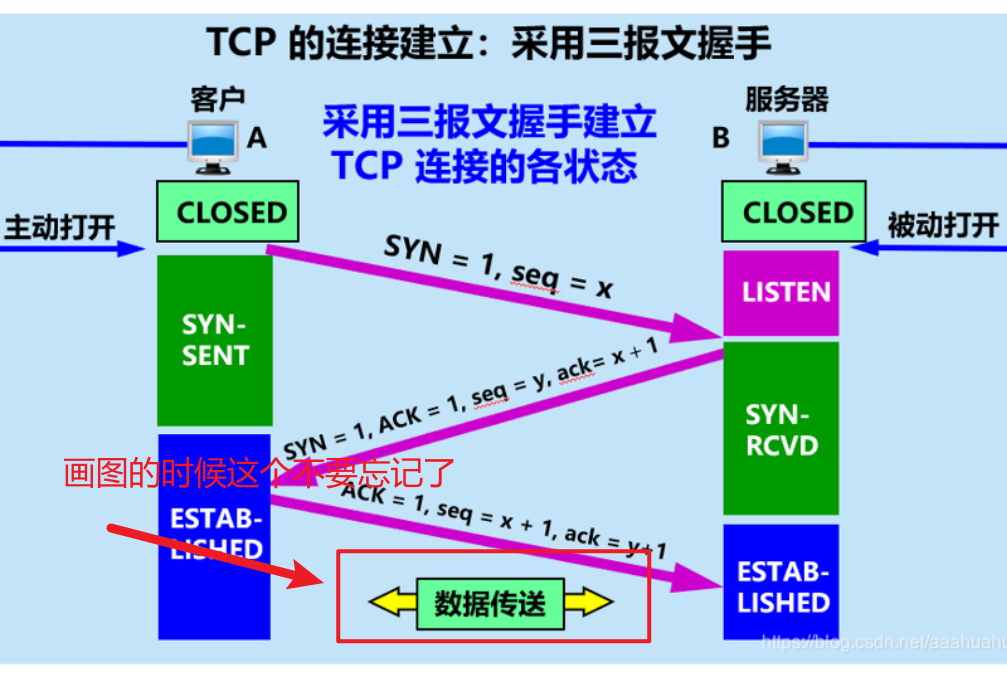 TCP 的连接建立：采用三报文握手
客户
服务器
采用三报文握手建立
TCP 连接的各状态
A
B
CLOSED
CLOSED
主动打开
被动打开
SYN = 1, seq = x
LISTEN
SYN-
SENT
SYN = 1, ACK = 1, seq = y, ack= x + 1
SYN-
RCVD
画图的时候这个不要忘记了
ACK = 1, seq = x + 1, ack = y+1
ESTAB-
LISHED
ESTAB-
LISHED
数据传送
https://blog.csdn.net/aaahuahu